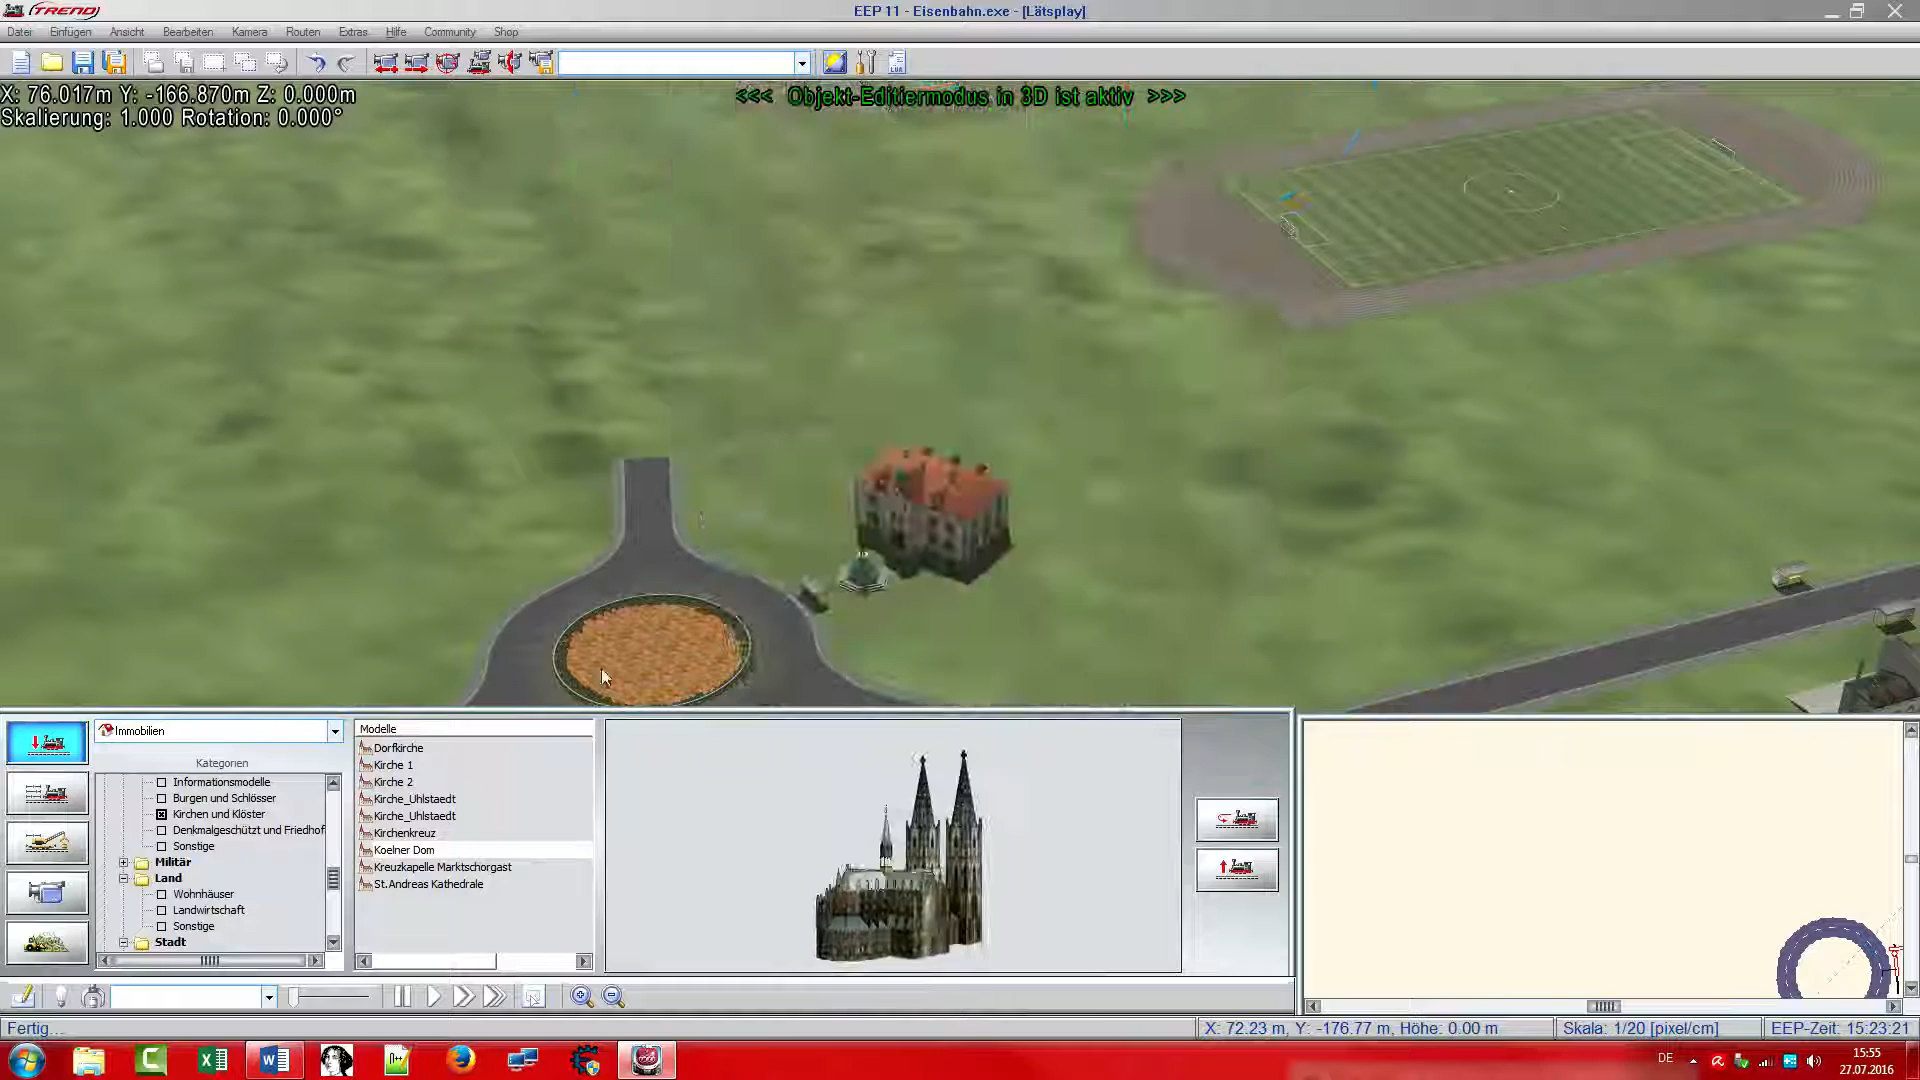 TREND
EEP 11 - Eisenbahn.exe - [Lätsplay]
Datei Einfugen Ansicht Bearbeiten Kamera Routen Extras Hilfe Community Shop
X: 76.017m Y: -166.870m Z: 0.000m
<<< Objekt-Editiermodus in 3D ist aktiv >>>
Skalierung: 1.000 Rotation: 0.000°
Immobilien
Kategorien
Informationsmodelle
Burgen und Schlösser
Kirchen und Klöster
Denkmalgeschützt und Friedhof
Sonstige
Militär
Land
Wohnhäuser
Landwirtschaft
Sonstige
Stadt
Modelle
Dorfkirche
Kirche 1
Kirche 2
Kirche_Uhlstaedt
Kirche_Uhlstaedt
Kirchenkreuz
Koelner Dom
Kreuzkapelle Marktschorgast
St.Andreas Kathedrale
Fertig...
X: 72.23 m, Y: -176.77 m, Höhe: 0.00 m
Skala: 1/20 [pixel/cm]
EEP-Zeit: 15:23:21
DE
15:55
27.07.2016